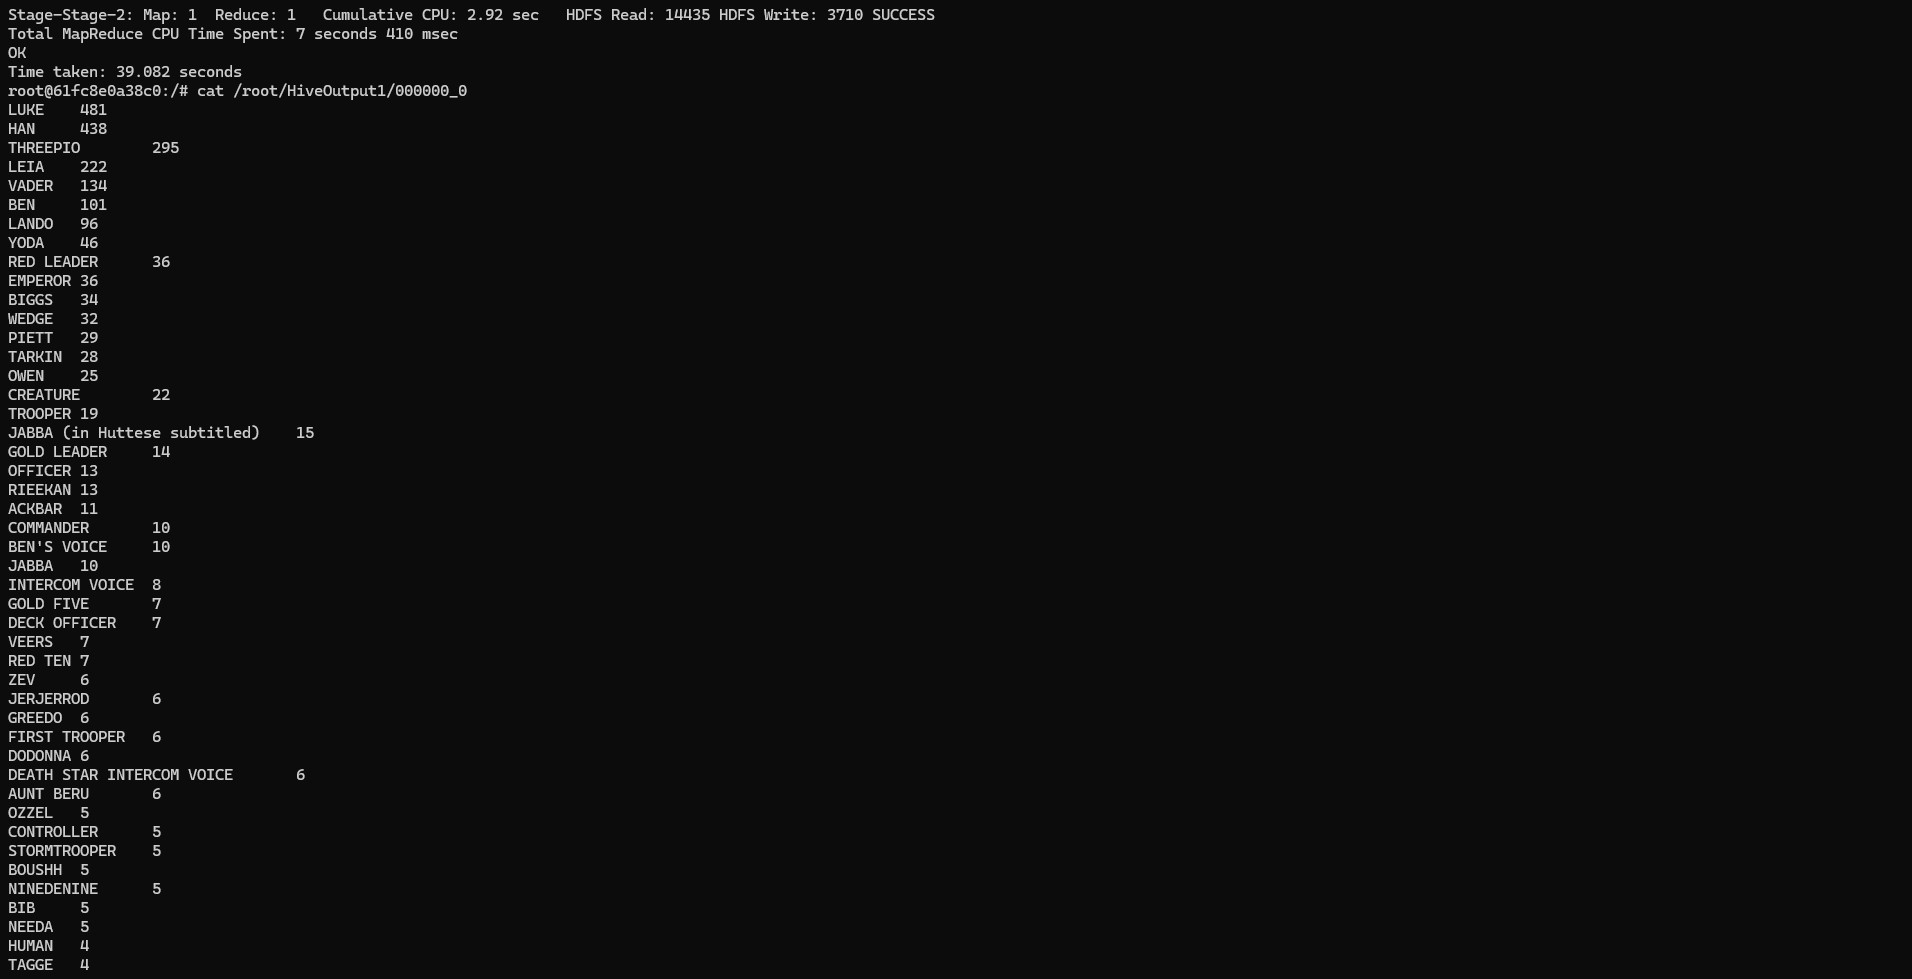 Stage-Stage-2: Map: 1  Reduce: 1   Cumulative CPU: 2.92 sec   HDFS Read: 14435 HDFS Write: 3710 SUCCESS
Total MapReduce CPU Time Spent: 7 seconds 410 msec
OK
Time taken: 39.082 seconds
root@61fc8e0a38c0:/# cat /root/HiveOutput1/000000_0
LUKE    481
HAN     438
THREEPIO        295
LEIA    222
VADER   134
BEN     101
LANDO   96
YODA    46
RED LEADER      36
EMPEROR 36
BIGGS   34
WEDGE   32
PIETT   29
TARKIN  28
OWEN    25
CREATURE        22
TROOPER 19
JABBA (in Huttese subtitled)    15
GOLD LEADER     14
OFFICER 13
RIEEKAN 13
ACKBAR  11
COMMANDER       10
BEN'S VOICE     10
JABBA   10
INTERCOM VOICE  8
GOLD FIVE       7
DECK OFFICER    7
VEERS   7
RED TEN 7
ZEV     6
JERJERROD       6
GREEDO  6
FIRST TROOPER   6
DODONNA 6
DEATH STAR INTERCOM VOICE       6
AUNT BERU       6
OZZEL   5
CONTROLLER      5
STORMTROOPER    5
BOUSHH  5
NINEDENINE      5
BIB     5
NEEDA   5
HUMAN   4
TAGGE   4